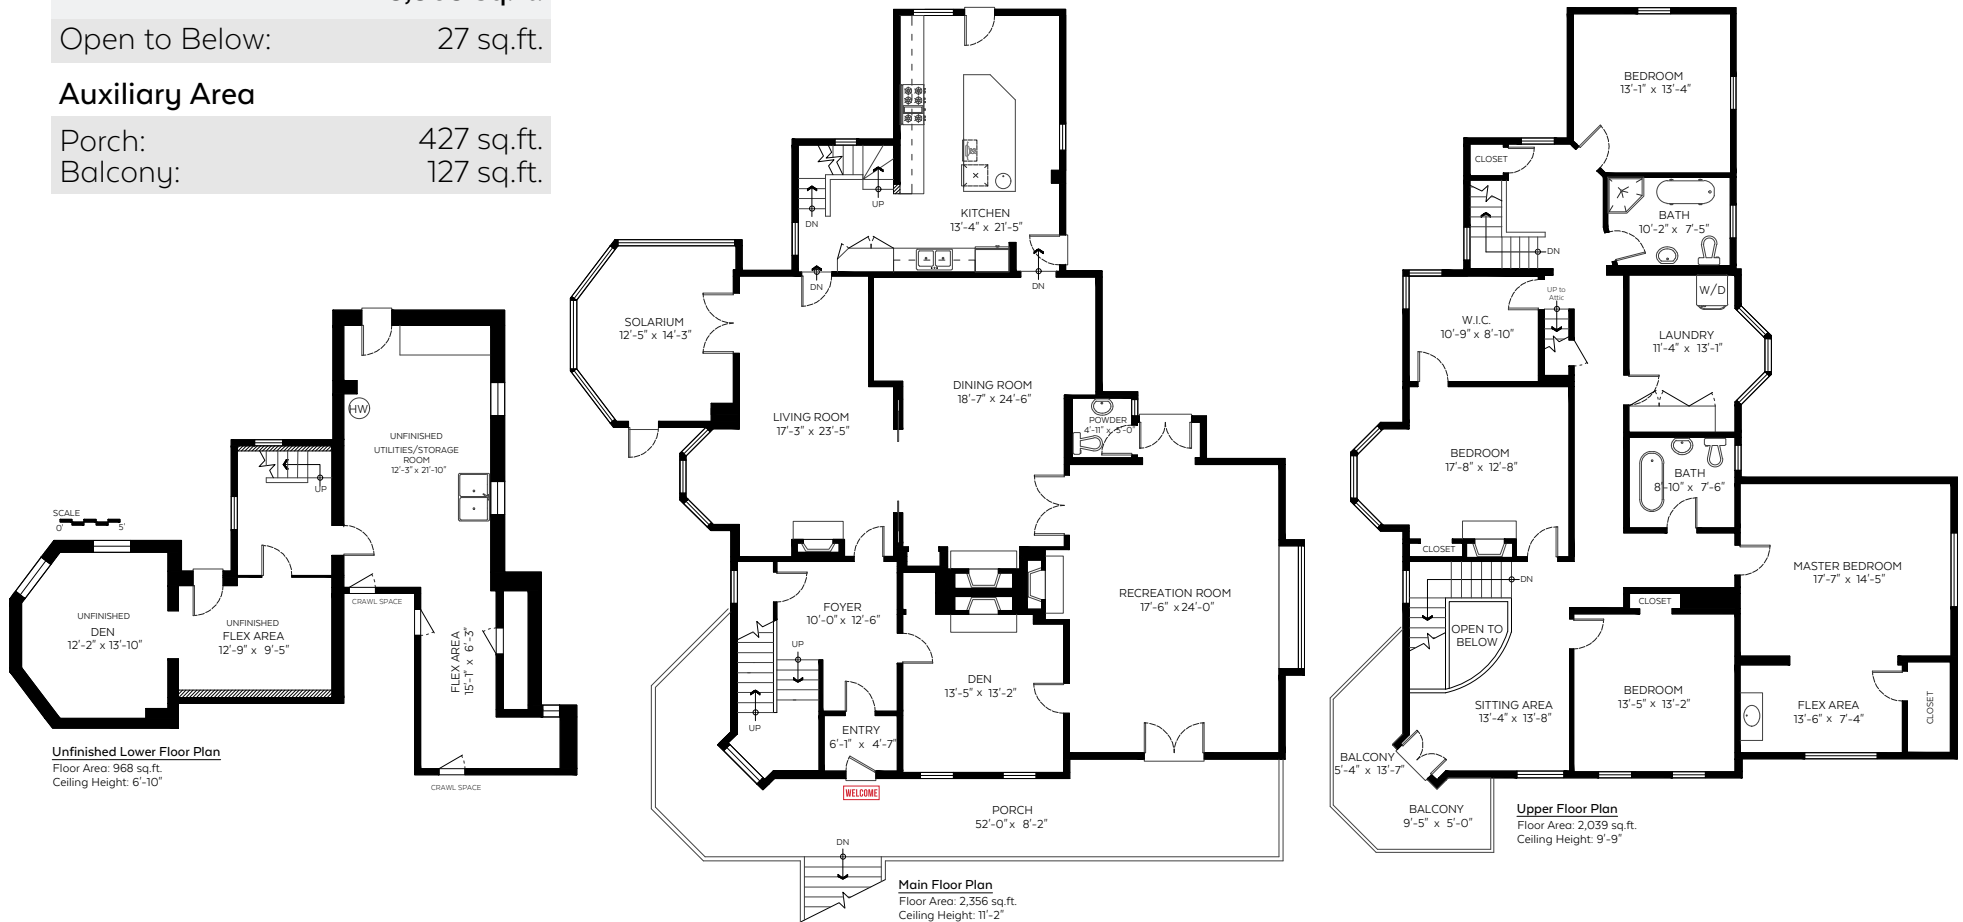 Open to Below: 27 sq.ft.
Auxiliary Area
Porch: 427 sq.ft.
Balcony: 127 sq.ft.
SCALE
0' 5'
UNFINISHED
DEN
12'-2" x 13'-10"
UNFINISHED
FLEX AREA
12'-9" x 9'-5"
UP
HW
UNFINISHED
UTILITIES/STORAGE
ROOM
12'-3" x 21'-10"
CRAWL SPACE
FLEX AREA
15'-1" x 6'-3"
CRAWL SPACE
Unfinished Lower Floor Plan
Floor Area: 968 sq.ft.
Ceiling Height: 6'-10"
KITCHEN
13'-4" x 21'-5"
DN
UP
DN
DN
SOLARIUM
12'-5" x 14'-3"
LIVING ROOM
17'-3" x 23'-5"
DINING ROOM
18'-7" x 24'-6"
POWDER
4'-11" x 5'-0"
RECREATION ROOM
17'-6" x 24'-0"
FOYER
10'-0" x 12'-6"
UP
UP
DEN
13'-5" x 13'-2"
ENTRY
6'-1" x 4'-7"
WELCOME
PORCH
52'-0" x 8'-2"
DN
Main Floor Plan
Floor Area: 2,356 sq.ft.
Ceiling Height: 11'-2"
BEDROOM
13'-1" x 13'-4"
CLOSET
BATH
10'-2" x 7'-5"
DN
UP to
Attic
W/D
W.I.C.
10'-9" x 8'-10"
LAUNDRY
11'-4" x 13'-1"
BEDROOM
17'-8" x 12'-8"
BATH
8'-10" x 7'-6"
CLOSET
DN
MASTER BEDROOM
17'-7" x 14'-5"
CLOSET
OPEN TO
BELOW
SITTING AREA
13'-4" x 13'-8"
BEDROOM
13'-5" x 13'-2"
FLEX AREA
13'-6" x 7'-4"
CLOSET
BALCONY
5'-4" x 13'-7"
BALCONY
9'-5" x 5'-0"
Upper Floor Plan
Floor Area: 2,039 sq.ft.
Ceiling Height: 9'-9"